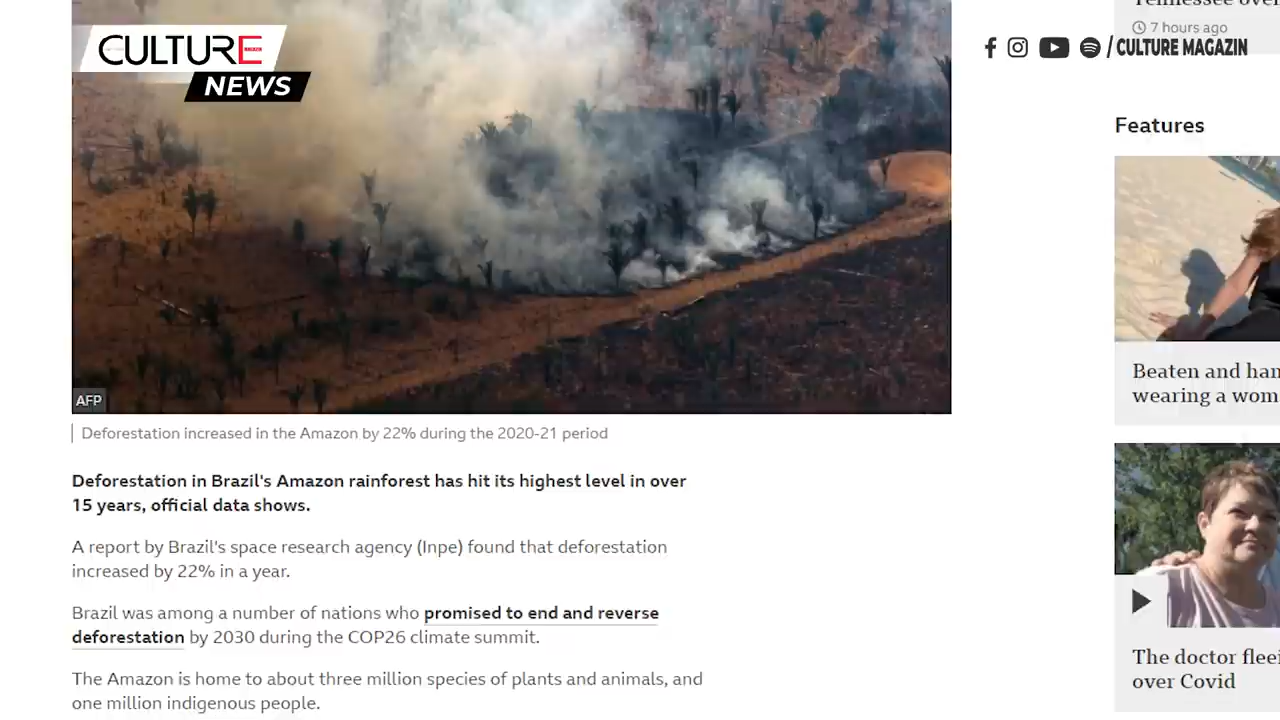 CULTURE
NEWS
Tennessee over
7 hours ago
/ CULTURE MAGAZIN
AFP
Deforestation increased in the Amazon by 22% during the 2020-21 period
Deforestation in Brazil's Amazon rainforest has hit its highest level in over
15 years, official data shows.
A report by Brazil's space research agency (Inpe) found that deforestation
increased by 22% in a year.
Brazil was among a number of nations who promised to end and reverse
deforestation by 2030 during the COP26 climate summit.
The Amazon is home to about three million species of plants and animals, and
one million indigenous people.
Features
Beaten and han
wearing a wom
The doctor fleei
over Covid